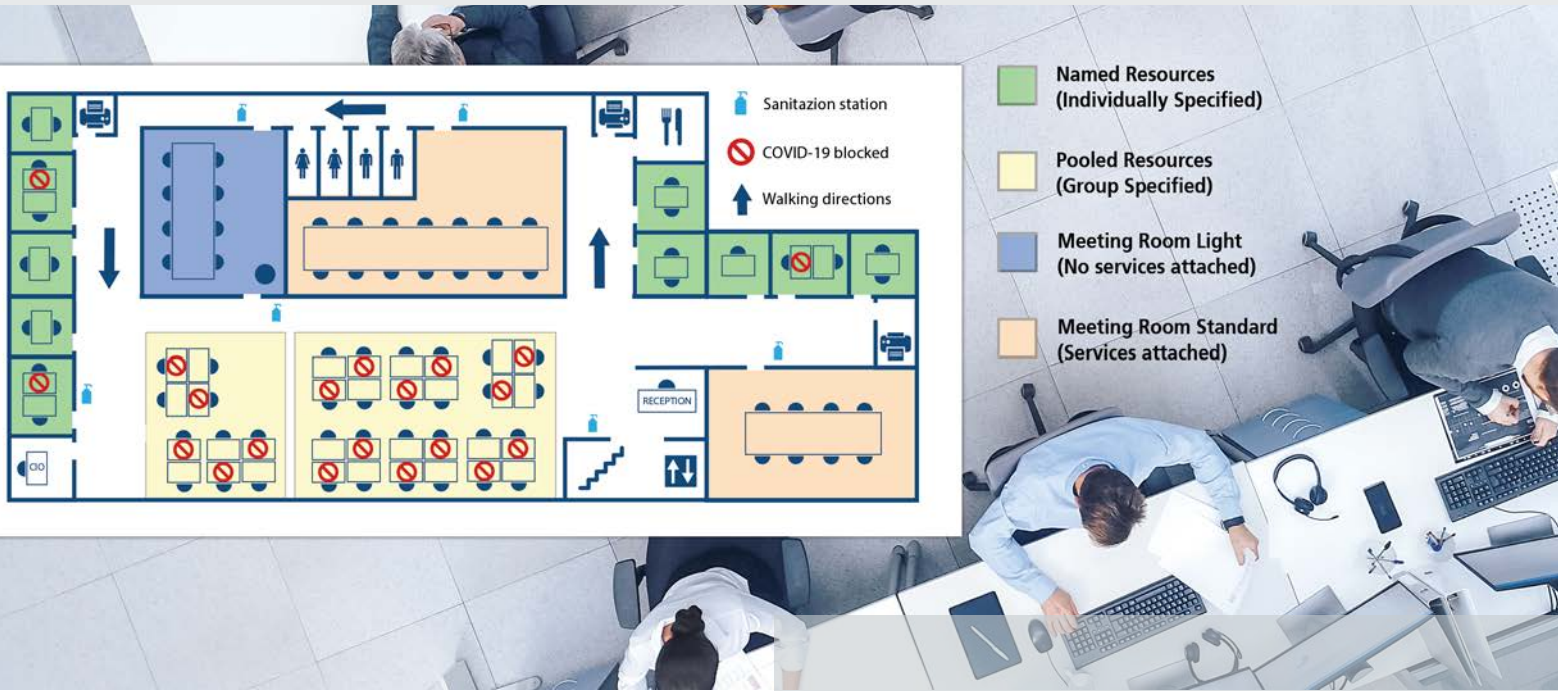 Sanitazion station
COVID-19 blocked
Walking directions
RECEPTION
CIO
Named Resources
(Individually Specified)
Pooled Resources
(Group Specified)
Meeting Room Light
(No services attached)
Meeting Room Standard
(Services attached)